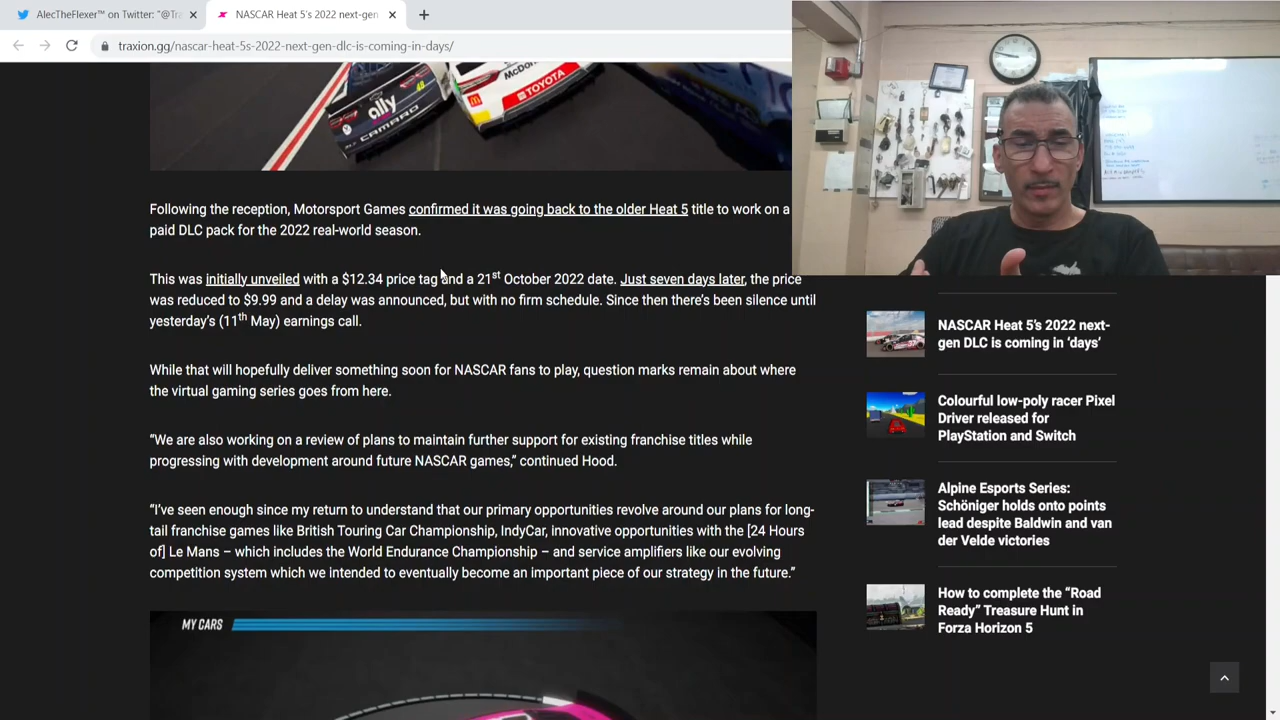 AlecTheFlexer™ on Twitter: "@Tra
NASCAR Heat 5's 2022 next-gen
traxion.gg/nascar-heat-5s-2022-next-gen-dlc-is-coming-in-days/
ally
48
CAMARO
McDon
TOYOTA
Following the reception, Motorsport Games confirmed it was going back to the older Heat 5 title to work on a
paid DLC pack for the 2022 real-world season.
This was initially unveiled with a $12.34 price tag and a 21st October 2022 date. Just seven days later, the price
was reduced to $9.99 and a delay was announced, but with no firm schedule. Since then there's been silence until
yesterday's (11th May) earnings call.
While that will hopefully deliver something soon for NASCAR fans to play, question marks remain about where
the virtual gaming series goes from here.
"We are also working on a review of plans to maintain further support for existing franchise titles while
progressing with development around future NASCAR games," continued Hood.
"I've seen enough since my return to understand that our primary opportunities revolve around our plans for long-
tail franchise games like British Touring Car Championship, IndyCar, innovative opportunities with the [24 Hours
of] Le Mans – which includes the World Endurance Championship – and service amplifiers like our evolving
competition system which we intended to eventually become an important piece of our strategy in the future."
MY CARS
NASCAR Heat 5's 2022 next-
gen DLC is coming in 'days'
Colourful low-poly racer Pixel
Driver released for
PlayStation and Switch
Alpine Esports Series:
Schöniger holds onto points
lead despite Baldwin and van
der Velde victories
How to complete the "Road
Ready" Treasure Hunt in
Forza Horizon 5